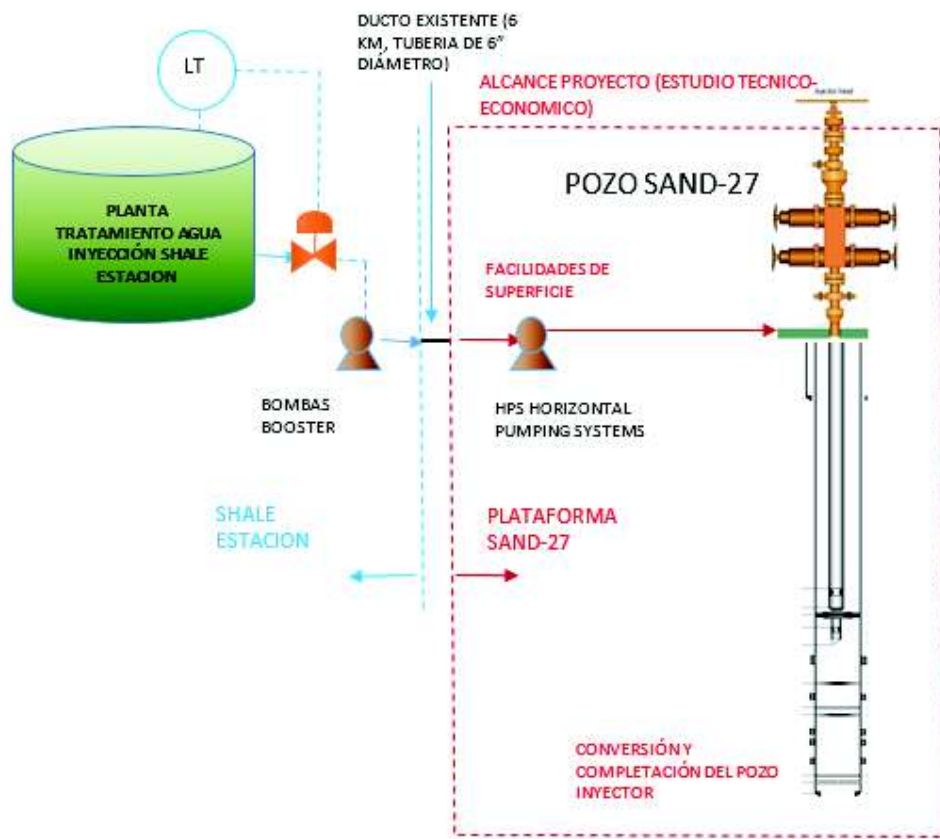 DUCTO EXISTENTE (6
KM, TUBERIA DE 6"
DIÁMETRO)
LT
ALCANCE PROYECTO (ESTUDIO TECNICO-
ECONOMICO)
POZO SAND-27
PLANTA
TRATAMIENTO AGUA
INYECCIÓN SHALE
ESTACION
FACILIDADES DE
SUPERFICIE
BOMBAS
BOOSTER
HPS HORIZONTAL
PUMPING SYSTEMS
SHALE
ESTACION
PLATAFORMA
SAND-27
CONVERSIÓN Y
COMPLETACIÓN DEL POZO
INYECTOR